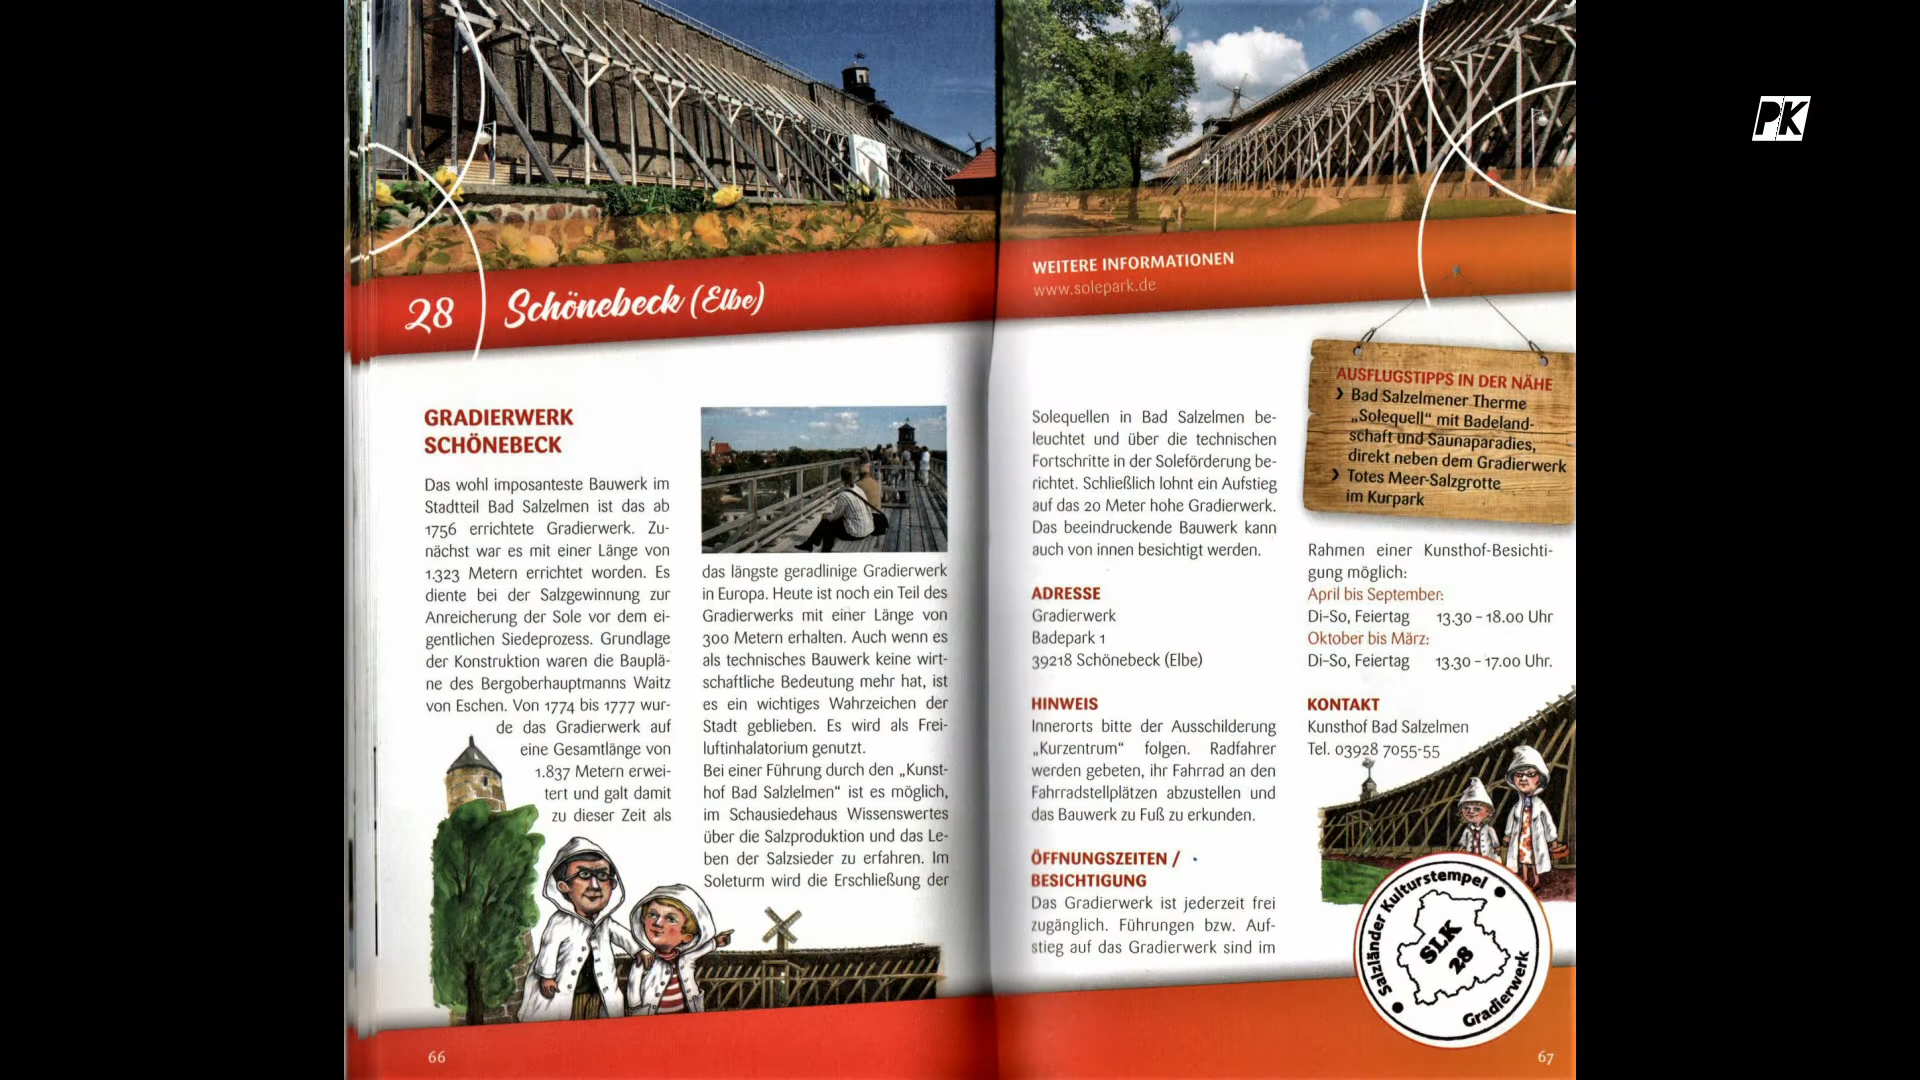 PK
28 Schönebeck (Elbe)
GRADIERWERK
SCHÖNEBECK
Das wohl imposanteste Bauwerk im
Stadtteil Bad Salzelmen ist das ab
1756 errichtete Gradierwerk. Zu-
nächst war es mit einer Länge von
1.323 Metern errichtet worden. Es
diente bei der Salzgewinnung zur
Anreicherung der Sole vor dem ei-
gentlichen Siedeprozess. Grundlage
der Konstruktion waren die Bauplä-
ne des Bergoberhauptmanns Waitz
von Eschen. Von 1774 bis 1777 wur-
de das Gradierwerk auf
eine Gesamtlänge von
1.837 Metern erwei-
tert und galt damit
zu dieser Zeit als
das längste geradlinige Gradierwerk
in Europa. Heute ist noch ein Teil des
Gradierwerks mit einer Länge von
300 Metern erhalten. Auch wenn es
als technisches Bauwerk keine wirt-
schaftliche Bedeutung mehr hat, ist
es ein wichtiges Wahrzeichen der
Stadt geblieben. Es wird als Frei-
luftinhalatorium genutzt.
Bei einer Führung durch den „Kunst-
hof Bad Salzlelmen“ ist es möglich,
im Schausiedehaus Wissenswertes
über die Salzproduktion und das Le-
ben der Salzsieder zu erfahren. Im
Soleturm wird die Erschließung der
66
WEITERE INFORMATIONEN
www.solepark.de
Solequellen in Bad Salzelmen be-
leuchtet und über die technischen
Fortschritte in der Soleförderung be-
richtet. Schließlich lohnt ein Aufstieg
auf das 20 Meter hohe Gradierwerk.
Das beeindruckende Bauwerk kann
auch von innen besichtigt werden.
ADRESSE
Gradierwerk
Badepark 1
39218 Schönebeck (Elbe)
HINWEIS
Innerorts bitte der Ausschilderung
„Kurzentrum“ folgen. Radfahrer
werden gebeten, ihr Fahrrad an den
Fahrradstellplätzen abzustellen und
das Bauwerk zu Fuß zu erkunden.
ÖFFNUNGSZEITEN /
BESICHTIGUNG
Das Gradierwerk ist jederzeit frei
zugänglich. Führungen bzw. Auf-
stieg auf das Gradierwerk sind im
AUSFLUGSTIPPS IN DER NÄHE
› Bad Salzelmener Therme
„Solequell“ mit Badeland-
schaft und Saunaparadies,
direkt neben dem Gradierwerk
› Totes Meer-Salzgrotte
im Kurpark
Rahmen einer Kunsthof-Besichti-
gung möglich:
April bis September:
Di-So, Feiertag 13.30 - 18.00 Uhr
Oktober bis März:
Di-So, Feiertag 13.30 - 17.00 Uhr.
KONTAKT
Kunsthof Bad Salzelmen
Tel. 03928 7055-55
Salzländer Kulturstempel
SLK
28
Gradierwerk
67